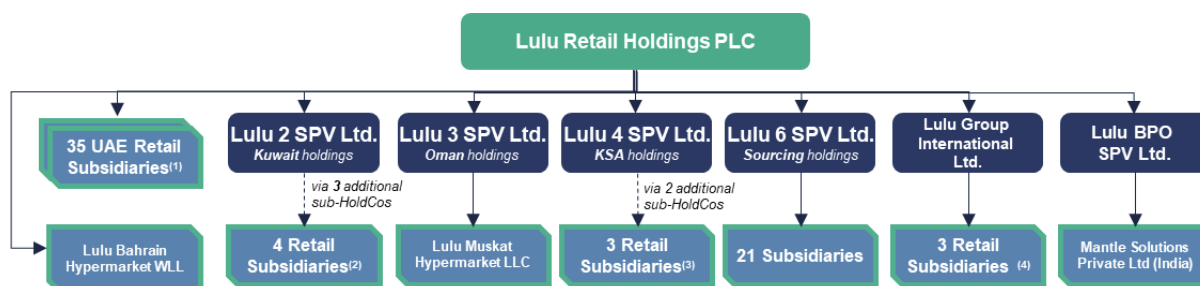 Lulu Retail Holdings PLC
35 UAE Retail
Subsidiaries(1)
Lulu 2 SPV Ltd.
Kuwait holdings
Lulu 3 SPV Ltd.
Oman holdings
Lulu 4 SPV Ltd.
KSA holdings
Lulu 6 SPV Ltd.
Sourcing holdings
Lulu Group
International
Ltd.
Lulu BPO
SPV Ltd.
via 3 additional
sub-HoldCos
via 2 additional
sub-HoldCos
Lulu Bahrain
Hypermarket WLL
4 Retail
Subsidiaries(2)
Lulu Muskat
Hypermarket LLC
3 Retail
Subsidiaries(3)
21 Subsidiaries
3 Retail
Subsidiaries (4)
Mantle Solutions
Private Ltd (India)